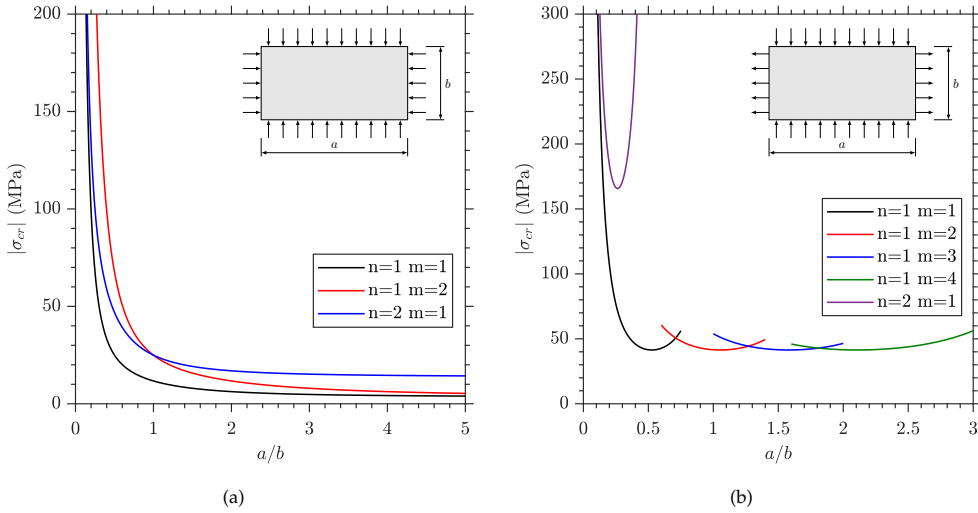 200
150
100
50
0
|σcr| (MPa)
0
1
2
3
4
5
a/b
a
b
n=1 m=1
n=1 m=2
n=2 m=1
(a)
300
250
200
150
100
50
0
|σcr| (MPa)
0
0.5
1
1.5
2
2.5
3
a/b
a
b
n=1 m=1
n=1 m=2
n=1 m=3
n=1 m=4
n=2 m=1
(b)